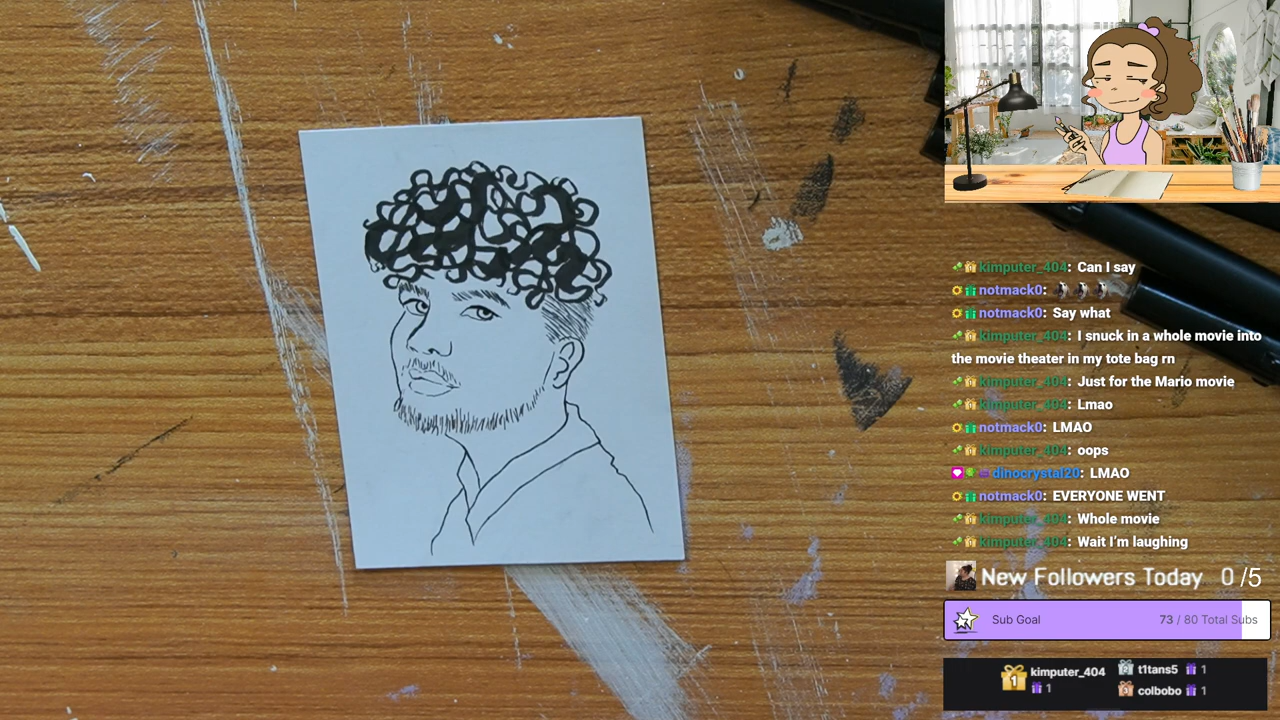 kimputer_404: Can I say
notmack0:
notmack0: Say what
kimputer_404: I snuck in a whole movie into
the movie theater in my tote bag rn
kimputer_404: Just for the Mario movie
kimputer_404: Lmao
notmack0: LMAO
kimputer_404: oops
dinocrystal20: LMAO
notmack0: EVERYONE WENT
kimputer_404: Whole movie
kimputer_404: Wait I'm laughing
New Followers Today 0 /5
Sub Goal 73 / 80 Total Subs
1 kimputer_404 1
2 t1tans5 1
3 colbobo 1